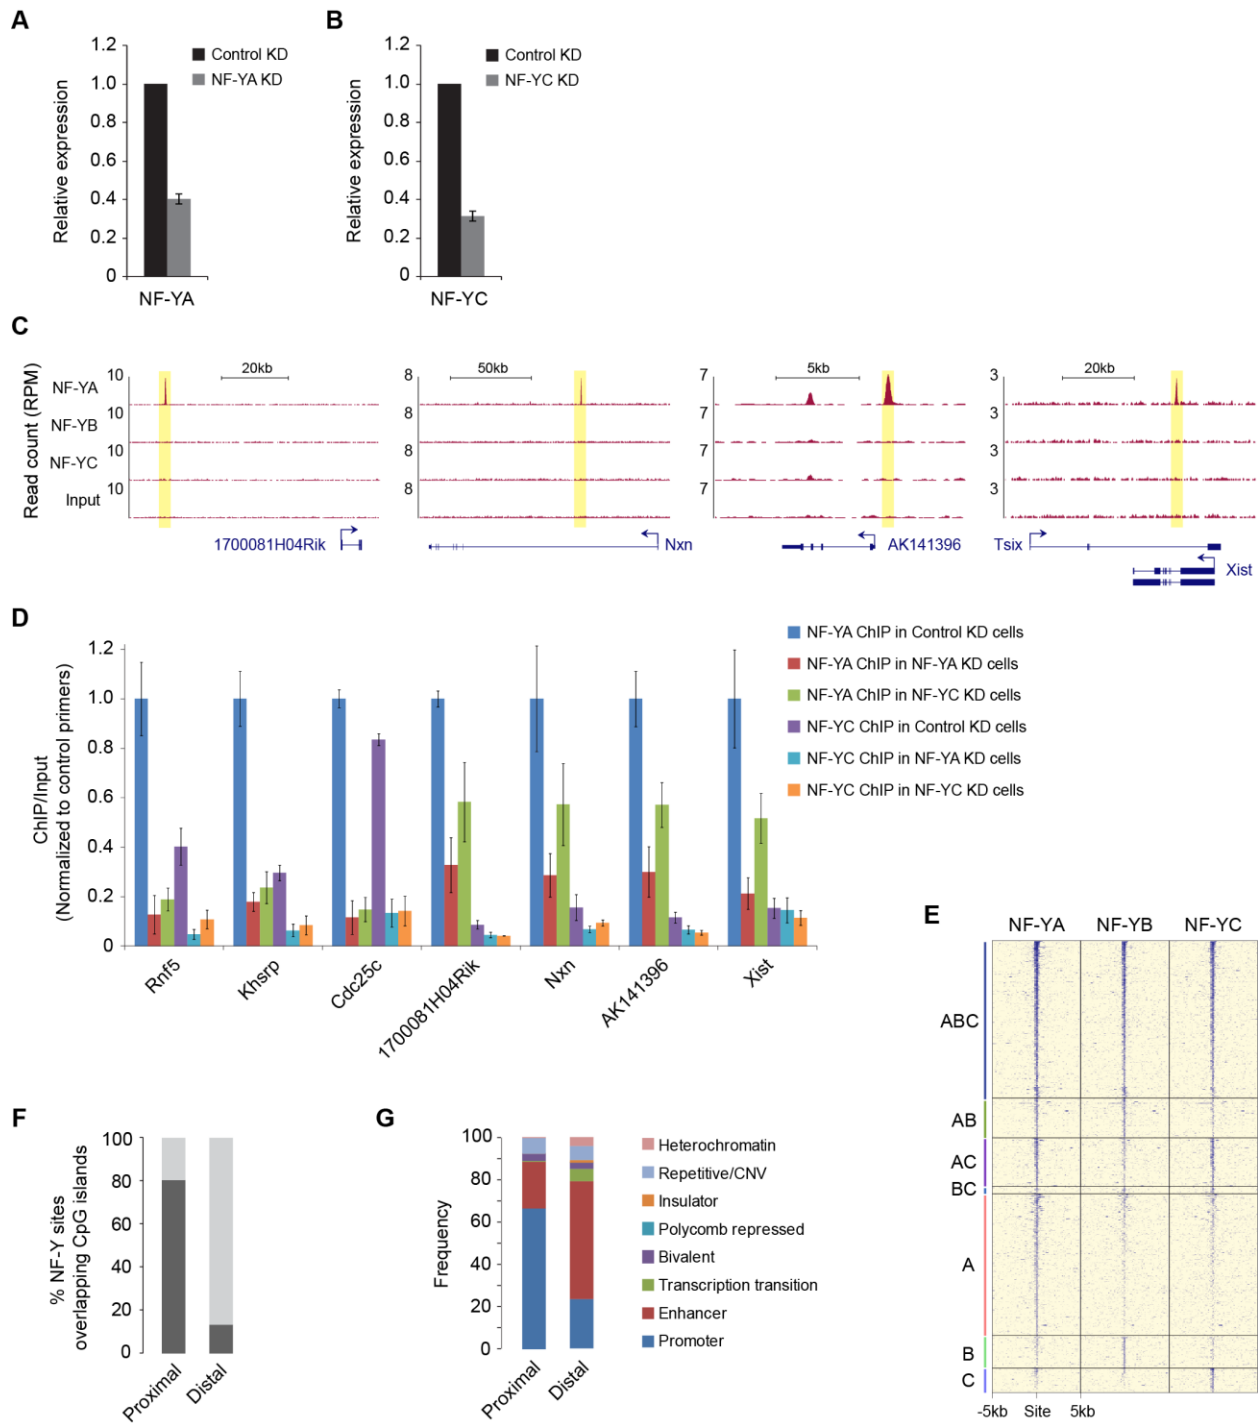 A
B
1.2
1.0
0.8
0.6
0.4
0.2
0
Relative expression
Control KD
NF-YA KD
NF-YA
1.2
1.0
0.8
0.6
0.4
0.2
0
Relative expression
Control KD
NF-YC KD
NF-YC
C
Read count (RPM)
NF-YA
NF-YB
NF-YC
Input
10
10
10
10
20kb
1700081H04Rik
8
8
8
8
50kb
Nxn
7
7
7
7
5kb
AK141396
3
3
3
3
20kb
Tsix
Xist
D
ChIP/Input
(Normalized to control primers)
1.2
1.0
0.8
0.6
0.4
0.2
0
NF-YA ChIP in Control KD cells
NF-YA ChIP in NF-YA KD cells
NF-YA ChIP in NF-YC KD cells
NF-YC ChIP in Control KD cells
NF-YC ChIP in NF-YA KD cells
NF-YC ChIP in NF-YC KD cells
Rnf5
Khsrp
Cdc25c
1700081H04Rik
Nxn
AK141396
Xist
E
NF-YA
NF-YB
NF-YC
ABC
AB
AC
BC
A
B
C
-5kb
Site
5kb
F
% NF-Y sites
overlapping CpG islands
100
80
60
40
20
0
Proximal
Distal
G
Frequency
100
80
60
40
20
0
Proximal
Distal
Heterochromatin
Repetitive/CNV
Insulator
Polycomb repressed
Bivalent
Transcription transition
Enhancer
Promoter